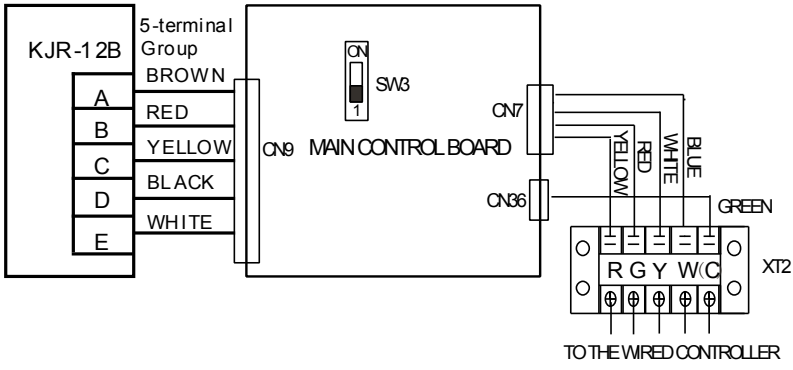 5-terminal
Group
KJR-12B
BROWN
A
RED
B
YELLOW
C
BLACK
D
WHITE
E
CN9
ON
1
SW3
MAIN CONTROL BOARD
CN7
CN36
YELLOW
RED
WHITE
BLUE
GREEN
R G Y W(C
XT2
TO THE WIRED CONTROLLER